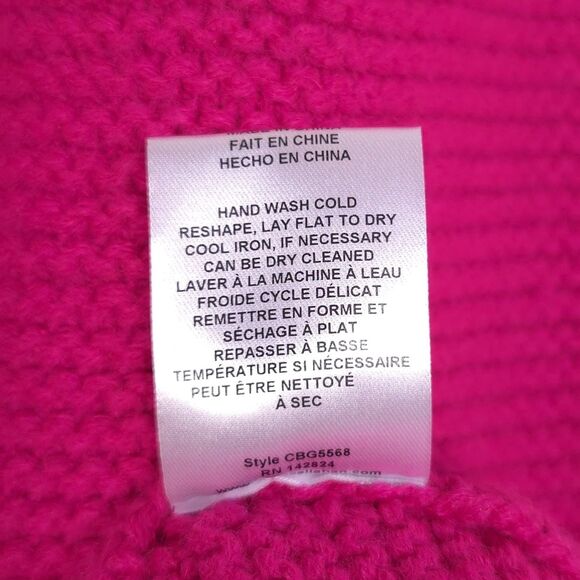 FAIT EN CHINE
HECHO EN CHINA
HAND WASH COLD
RESHAPE, LAY FLAT TO DRY
COOL IRON, IF NECESSARY
CAN BE DRY CLEANED
LAVER À LA MACHINE À LEAU
FROIDE CYCLE DÉLICAT
REMETTRE EN FORME ET
SÉCHAGE À PLAT
REPASSER À BASSE
TEMPÉRATURE SI NÉCESSAIRE
PEUT ÊTRE NETTOYÉ
À SEC
Style CBG5568
RN 142824